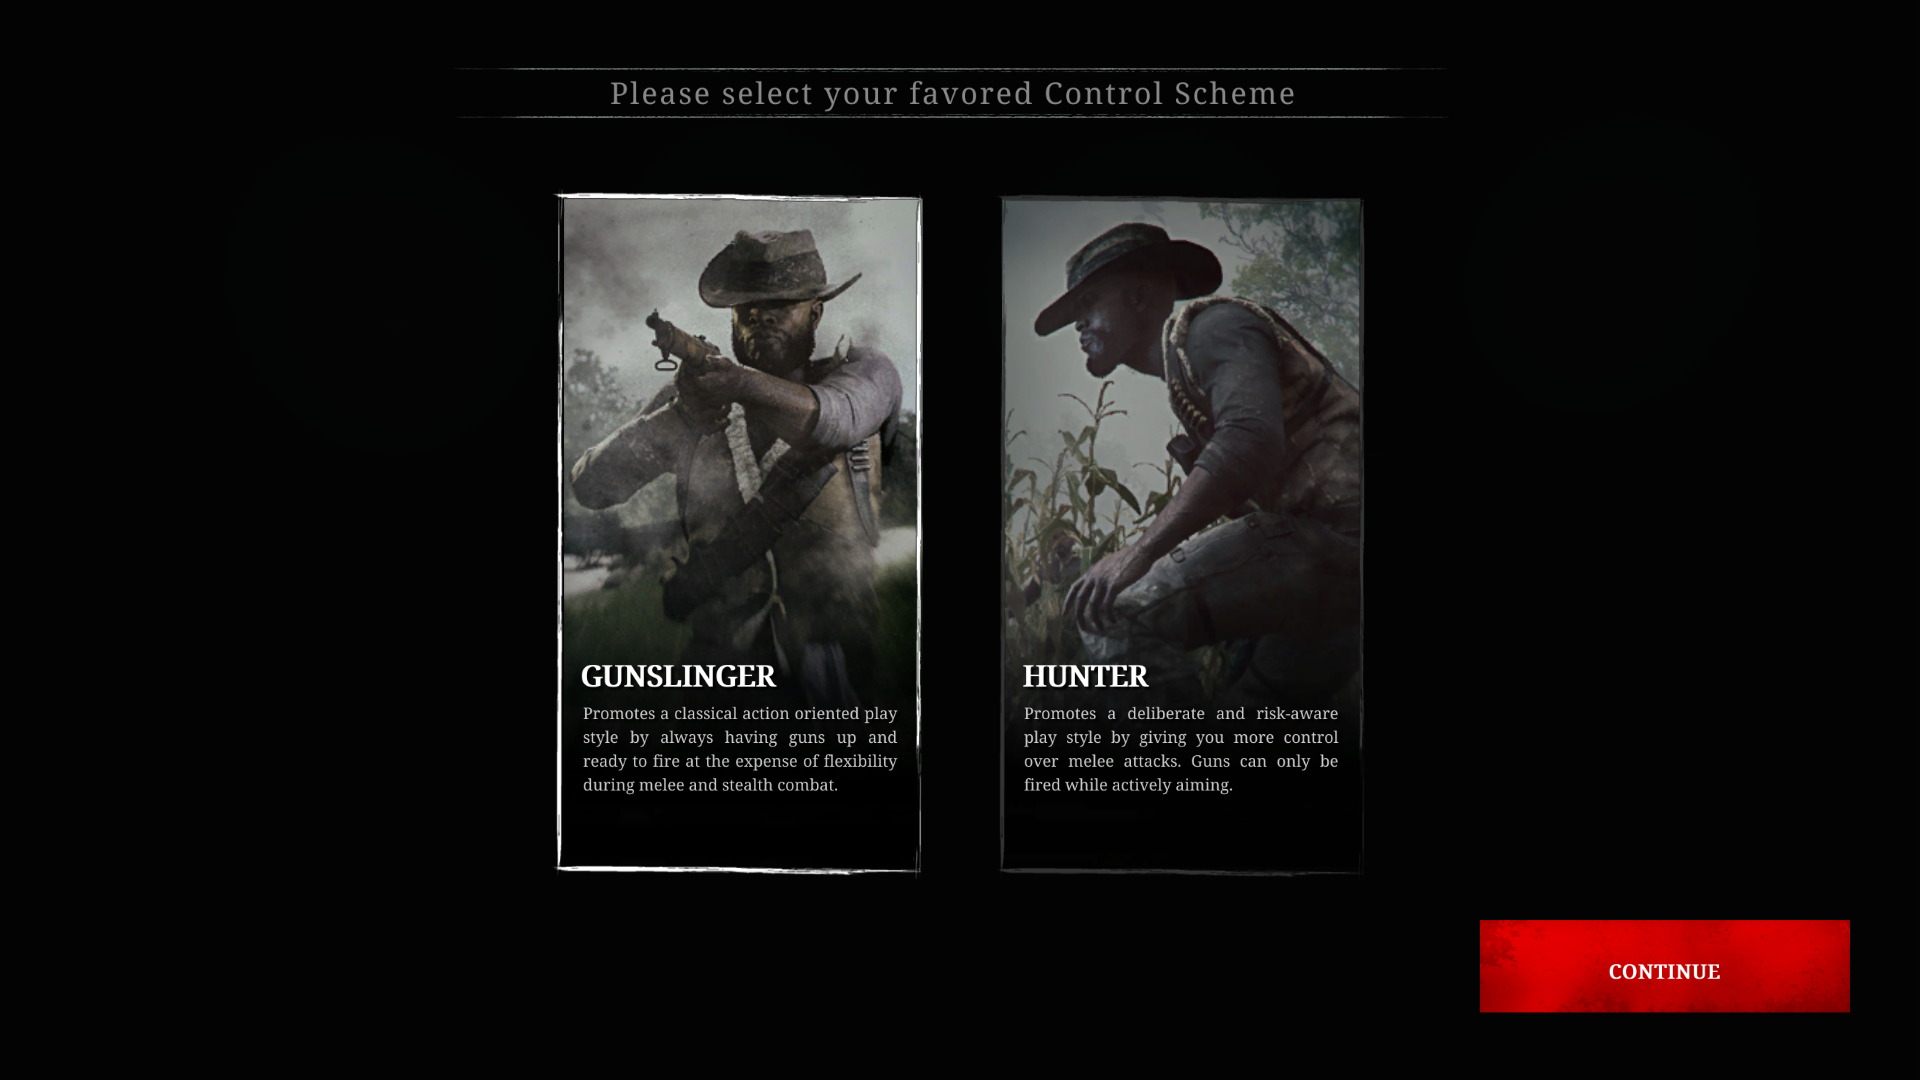 Please select your favored Control Scheme
GUNSLINGER
Promotes a classical action oriented play
style by always having guns up and
ready to fire at the expense of flexibility
during melee and stealth combat.
HUNTER
Promotes a deliberate and risk-aware
play style by giving you more control
over melee attacks. Guns can only be
fired while actively aiming.
CONTINUE